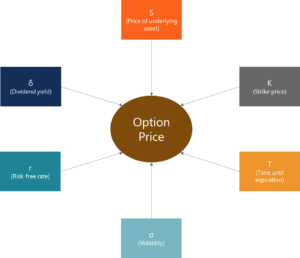 S
(Price of underlying
asset)
δ
(Dividend yield)
K
(Strike price)
Option
Price
r
(Risk free rate)
T
(Time until
expiration)
σ
(Volatility)